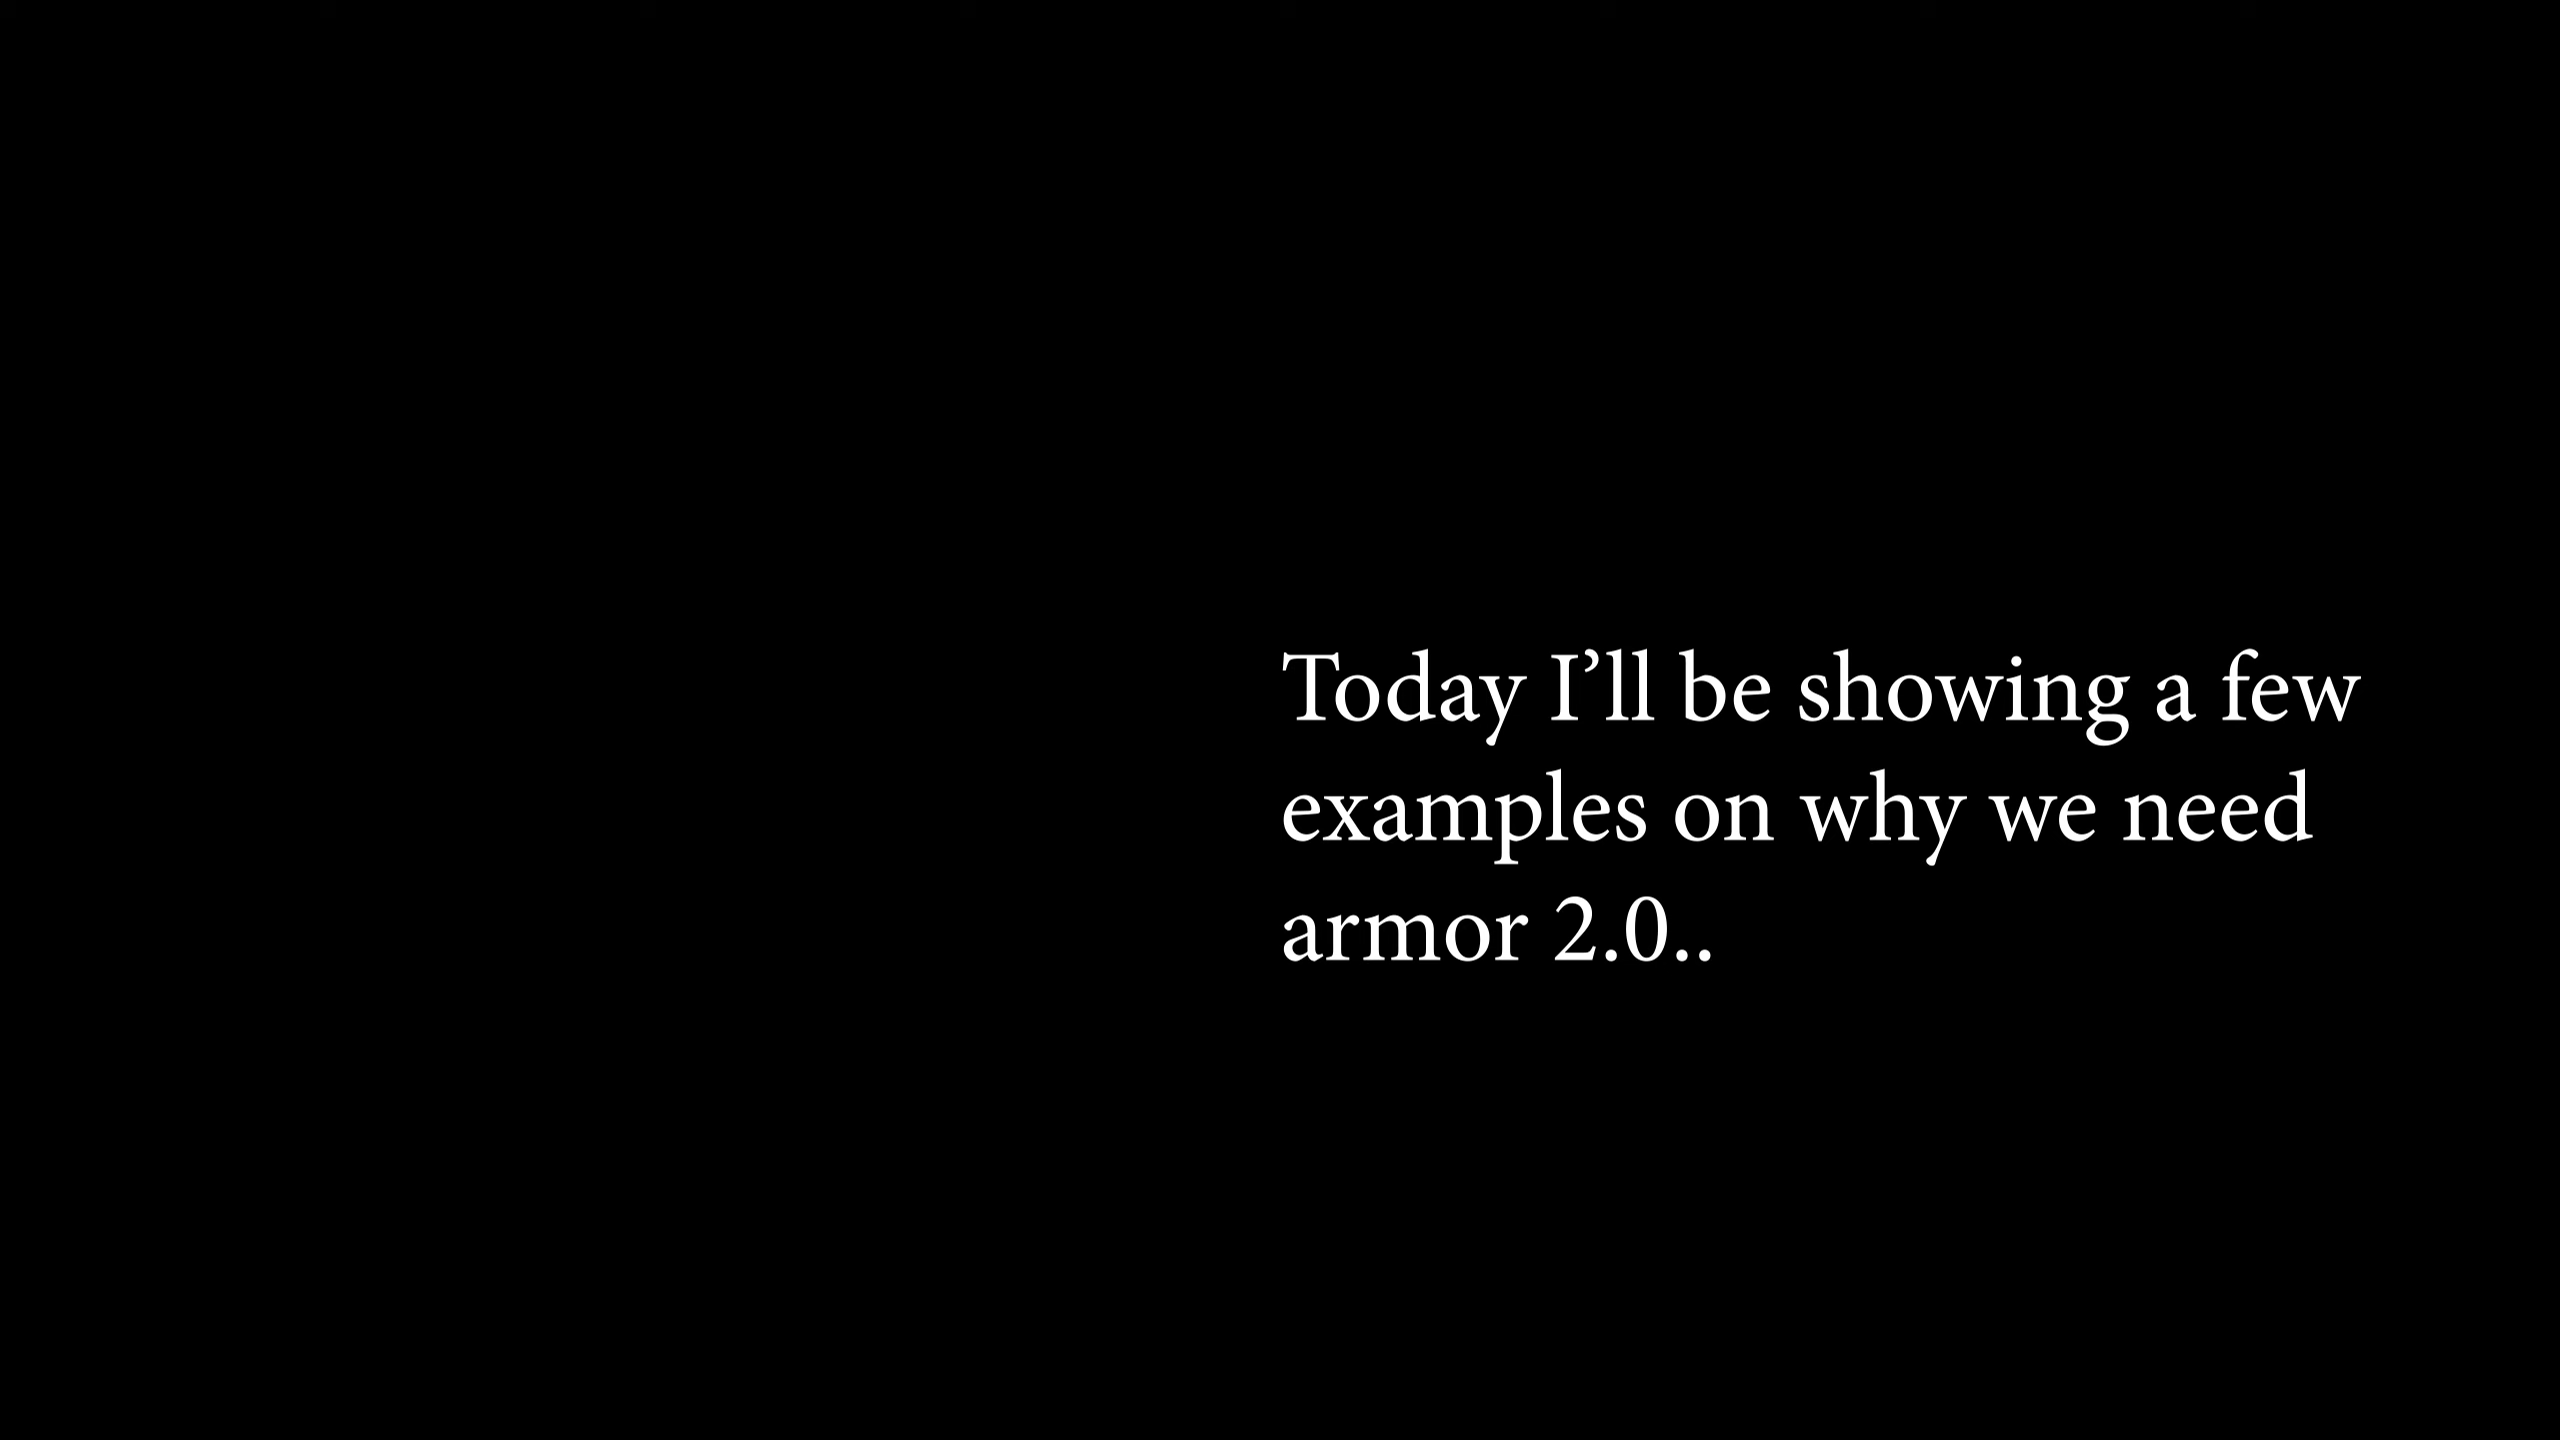 Today I’ll be showing a few
examples on why we need
armor 2.0..